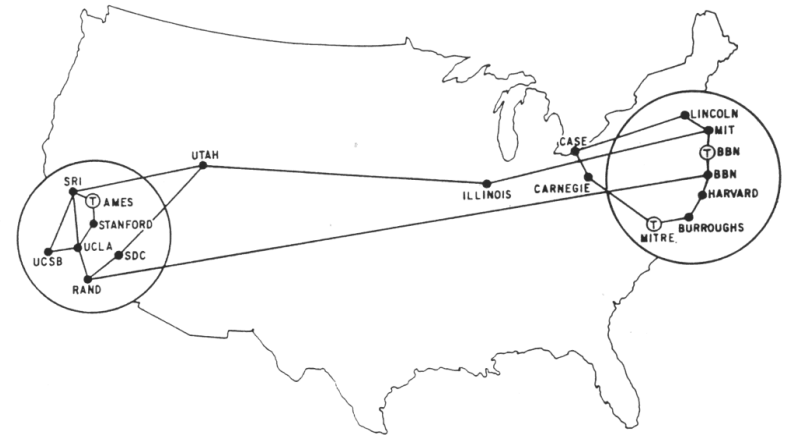 LINCOLN
MIT
CASE
T BBN
UTAH
BBN
SRI
ILLINOIS
CARNEGIE
T AMES
HARVARD
STANFORD
BURROUGHS
T
MITRE.
UCLA
SDC
UCSB
RAND